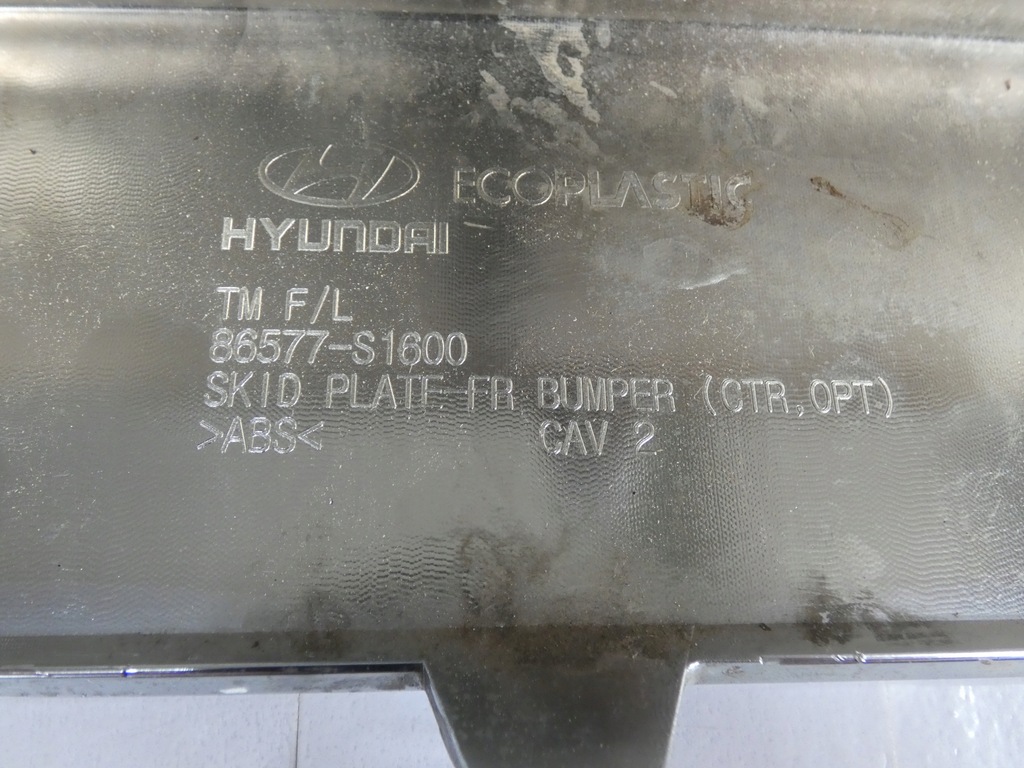 ECOPLASTIC
HYUNDAI
TM F/L
86577-S1600
SKID PLATE-FR BUMPER (CTR,OPT)
>ABS< CAV 2